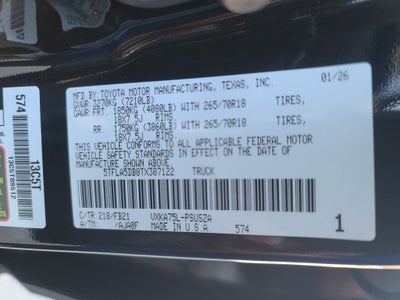 MFD.BY:TOYOTA MOTOR MANUFACTURING, TEXAS, INC. 01/26
GVWR: 3270KG (7210LB)
GAWR:FRT. 1850KG (4080LB)WITH 265/70R18 TIRES,
18X7.5J RIMS
RR. 1750KG (3860LB)WITH 265/70R18 TIRES,
18X7.5J RIMS
THIS VEHICLE CONFORMS TO ALL APPLICABLE FEDERAL MOTOR
VEHICLE SAFETY STANDARDS IN EFFECT ON THE DATE OF
MANUFACTURE SHOWN ABOVE.
5TFLA5DB8TX387122 TRUCK
C/TR:218/FB21 VXKA75L-PSUSZA
A/TM: /AJA0F MADE IN U.S.A. 574 1
574
13C5T
13C5T09512